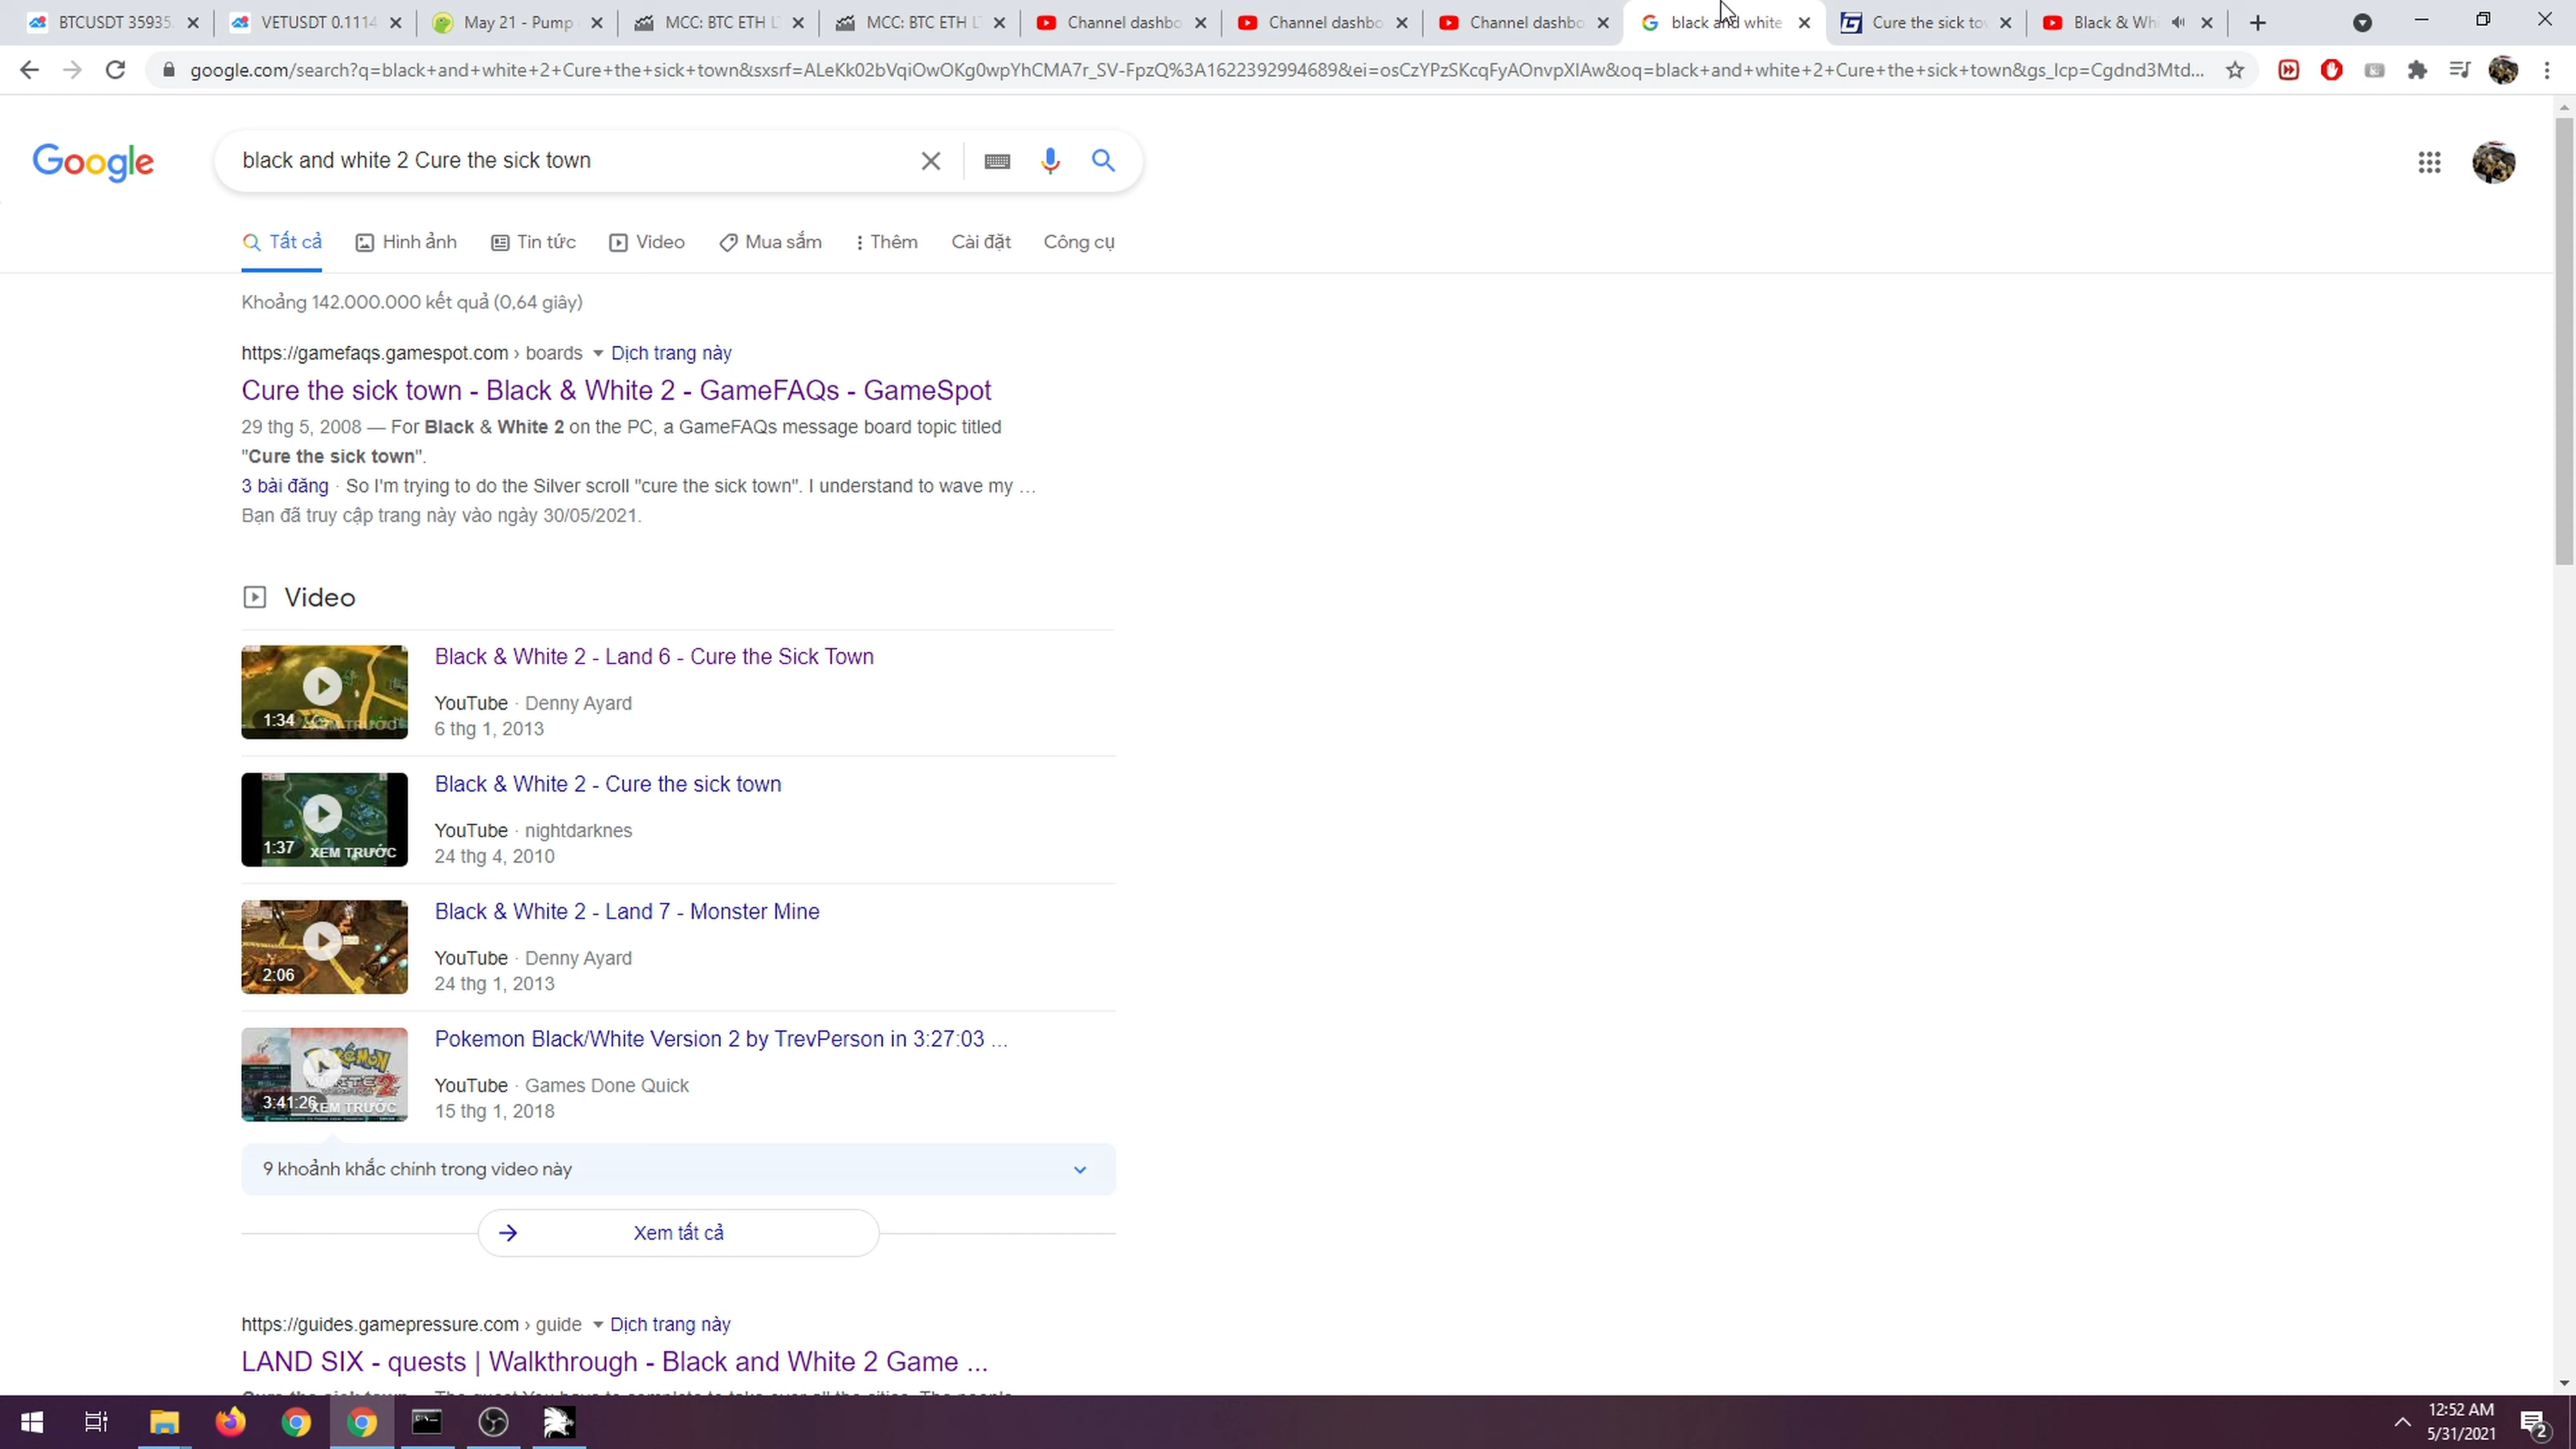 BTCUSDT 35935.
VETUSDT 0.1114
May 21 - Pump
MCC: BTC ETH L
MCC: BTC ETH L
Channel dashbo
Channel dashbo
Channel dashbo
black and white
Cure the sick to
Black & Wh
google.com/search?q=black+and+white+2+Cure+the+sick+town&sxsrf=ALeKk02bVqiOwOKg0wpYhCMA7r_SV-FpzQ%3A1622392994689&ei=osCzYPzSKcqFyAOnvpXIAw&oq=black+and+white+2+Cure+the+sick+town&gs_lcp=Cgdnd3Mtd...
Google
black and white 2 Cure the sick town
Tất cả
Hình ảnh
Tin tức
Video
Mua sắm
Thêm
Cài đặt
Công cụ
Khoảng 142.000.000 kết quả (0,64 giây)
https://gamefaqs.gamespot.com › boards Dịch trang này
Cure the sick town - Black & White 2 - GameFAQs - GameSpot
29 thg 5, 2008 — For Black & White 2 on the PC, a GameFAQs message board topic titled
"Cure the sick town".
3 bài đăng · So I'm trying to do the Silver scroll "cure the sick town". I understand to wave my ...
Bạn đã truy cập trang này vào ngày 30/05/2021.
Video
Black & White 2 - Land 6 - Cure the Sick Town
YouTube · Denny Ayard
6 thg 1, 2013
1:34 XEM TRƯỚC
Black & White 2 - Cure the sick town
YouTube · nightdarknes
24 thg 4, 2010
1:37 XEM TRƯỚC
Black & White 2 - Land 7 - Monster Mine
YouTube · Denny Ayard
24 thg 1, 2013
2:06
Pokemon Black/White Version 2 by TrevPerson in 3:27:03 ...
YouTube · Games Done Quick
15 thg 1, 2018
3:41:26 XEM TRƯỚC
9 khoảnh khắc chính trong video này
Xem tất cả
https://guides.gamepressure.com › guide Dịch trang này
LAND SIX - quests | Walkthrough - Black and White 2 Game ...
12:52 AM
5/31/2021
2